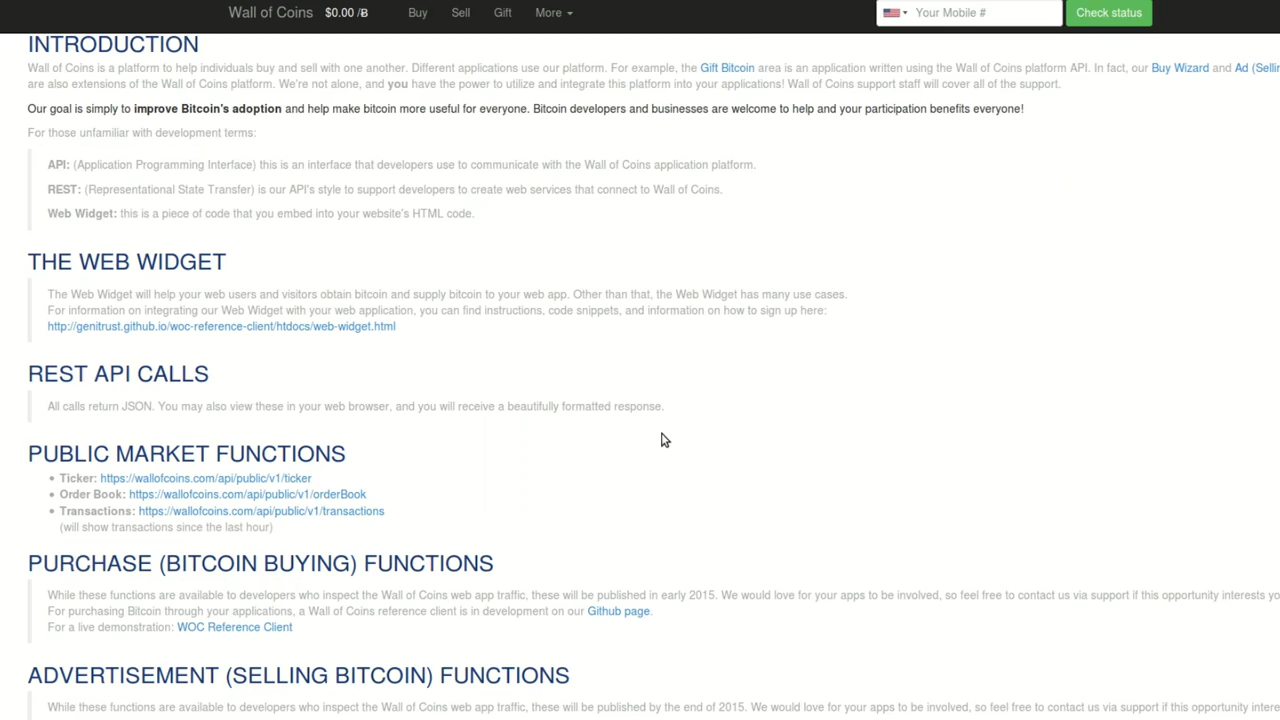 Wall of Coins $0.00 /Ƀ Buy Sell Gift More Your Mobile # Check status
INTRODUCTION
Wall of Coins is a platform to help individuals buy and sell with one another. Different applications use our platform. For example, the Gift Bitcoin area is an application written using the Wall of Coins platform API. In fact, our Buy Wizard and Ad (Sellin
are also extensions of the Wall of Coins platform. We're not alone, and you have the power to utilize and integrate this platform into your applications! Wall of Coins support staff will cover all of the support.
Our goal is simply to improve Bitcoin's adoption and help make bitcoin more useful for everyone. Bitcoin developers and businesses are welcome to help and your participation benefits everyone!
For those unfamiliar with development terms:
API: (Application Programming Interface) this is an interface that developers use to communicate with the Wall of Coins application platform.
REST: (Representational State Transfer) is our API's style to support developers to create web services that connect to Wall of Coins.
Web Widget: this is a piece of code that you embed into your website's HTML code.
THE WEB WIDGET
The Web Widget will help your web users and visitors obtain bitcoin and supply bitcoin to your web app. Other than that, the Web Widget has many use cases.
For information on integrating our Web Widget with your web application, you can find instructions, code snippets, and information on how to sign up here:
http://genitrust.github.io/woc-reference-client/htdocs/web-widget.html
REST API CALLS
All calls return JSON. You may also view these in your web browser, and you will receive a beautifully formatted response.
PUBLIC MARKET FUNCTIONS
• Ticker: https://wallofcoins.com/api/public/v1/ticker
• Order Book: https://wallofcoins.com/api/public/v1/orderBook
• Transactions: https://wallofcoins.com/api/public/v1/transactions
(will show transactions since the last hour)
PURCHASE (BITCOIN BUYING) FUNCTIONS
While these functions are available to developers who inspect the Wall of Coins web app traffic, these will be published in early 2015. We would love for your apps to be involved, so feel free to contact us via support if this opportunity interests yo
For purchasing Bitcoin through your applications, a Wall of Coins reference client is in development on our Github page.
For a live demonstration: WOC Reference Client
ADVERTISEMENT (SELLING BITCOIN) FUNCTIONS
While these functions are available to developers who inspect the Wall of Coins web app traffic, these will be published by the end of 2015. We would love for your apps to be involved, so feel free to contact us via support if this opportunity intere